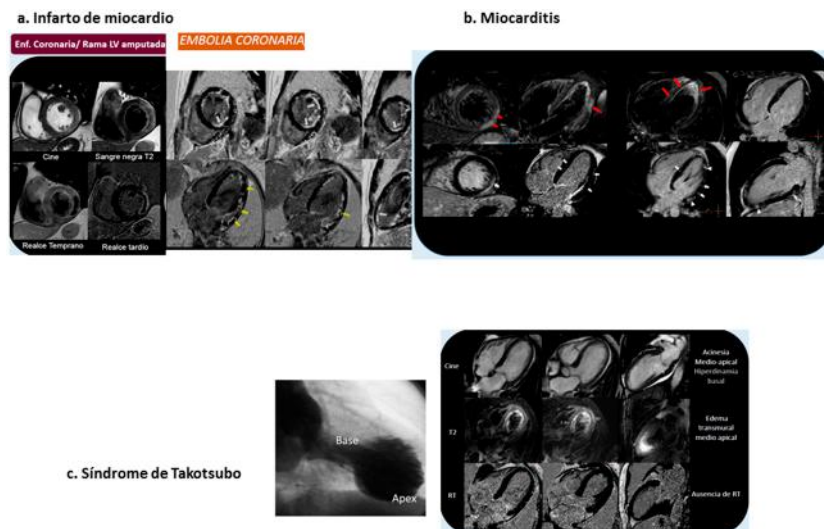 a. Infarto de miocardio
Enf. Coronaria/ Rama LV amputada
EMBOLIA CORONARIA
Cine
Sangre negra T2
Realce Temprano
Realce tardio
b. Miocarditis
c. Síndrome de Takotsubo
Base
Apex
Cine
Acinesia
Medio-apical
Hiperdinamia
basal
T2
Edema
transmural
medio apical
RT
Ausencia de RT